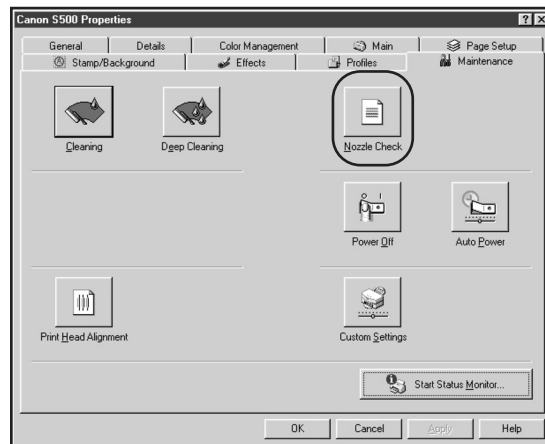 Canon S500 Properties
General Details Color Management Main Page Setup
Stamp/Background Effects Profiles Maintenance
Cleaning Deep Cleaning Nozzle Check
Power Off Auto Power
Print Head Alignment Custom Settings
Start Status Monitor...
OK Cancel Apply Help